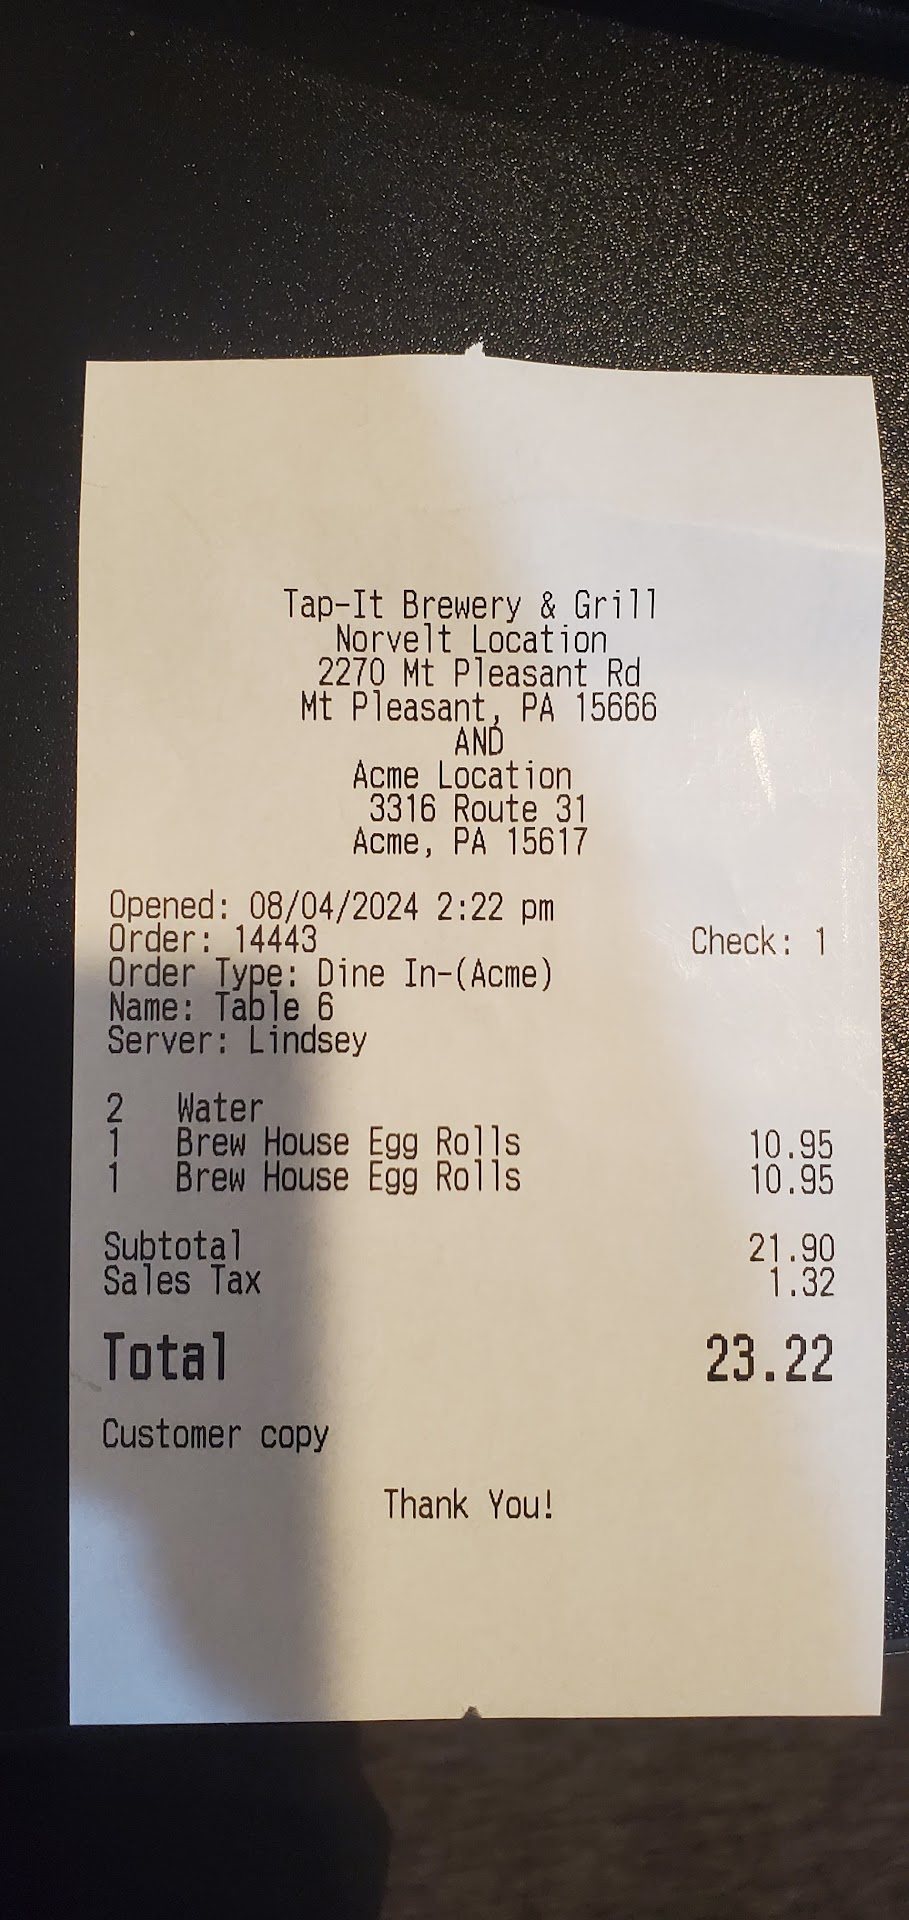 Tap-It Brewery & Grill
Norvelt Location
2270 Mt Pleasant Rd
Mt Pleasant, PA 15666
AND
Acme Location
3316 Route 31
Acme, PA 15617
Opened: 08/04/2024 2:22 pm
Order: 14443 Check: 1
Order Type: Dine In-(Acme)
Name: Table 6
Server: Lindsey
2 Water
1 Brew House Egg Rolls 10.95
1 Brew House Egg Rolls 10.95
Subtotal 21.90
Sales Tax 1.32
Total 23.22
Customer copy
Thank You!